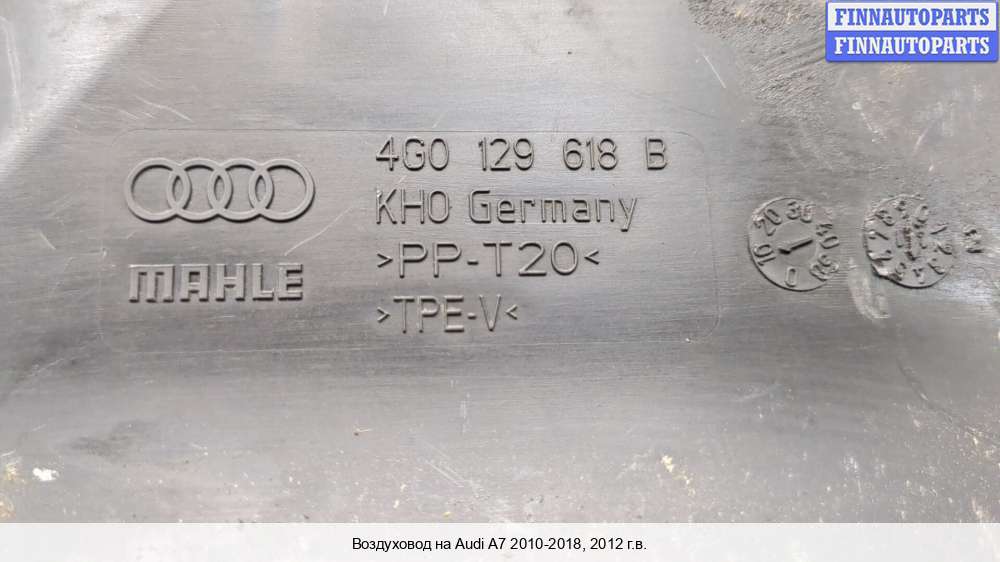 FINNAUTOPARTS
FINNAUTOPARTS
4G0 129 618 B
KHO Germany
>PP-T20<
MAHLE
>TPE-V<
Воздуховод на Audi A7 2010-2018, 2012 г.в.